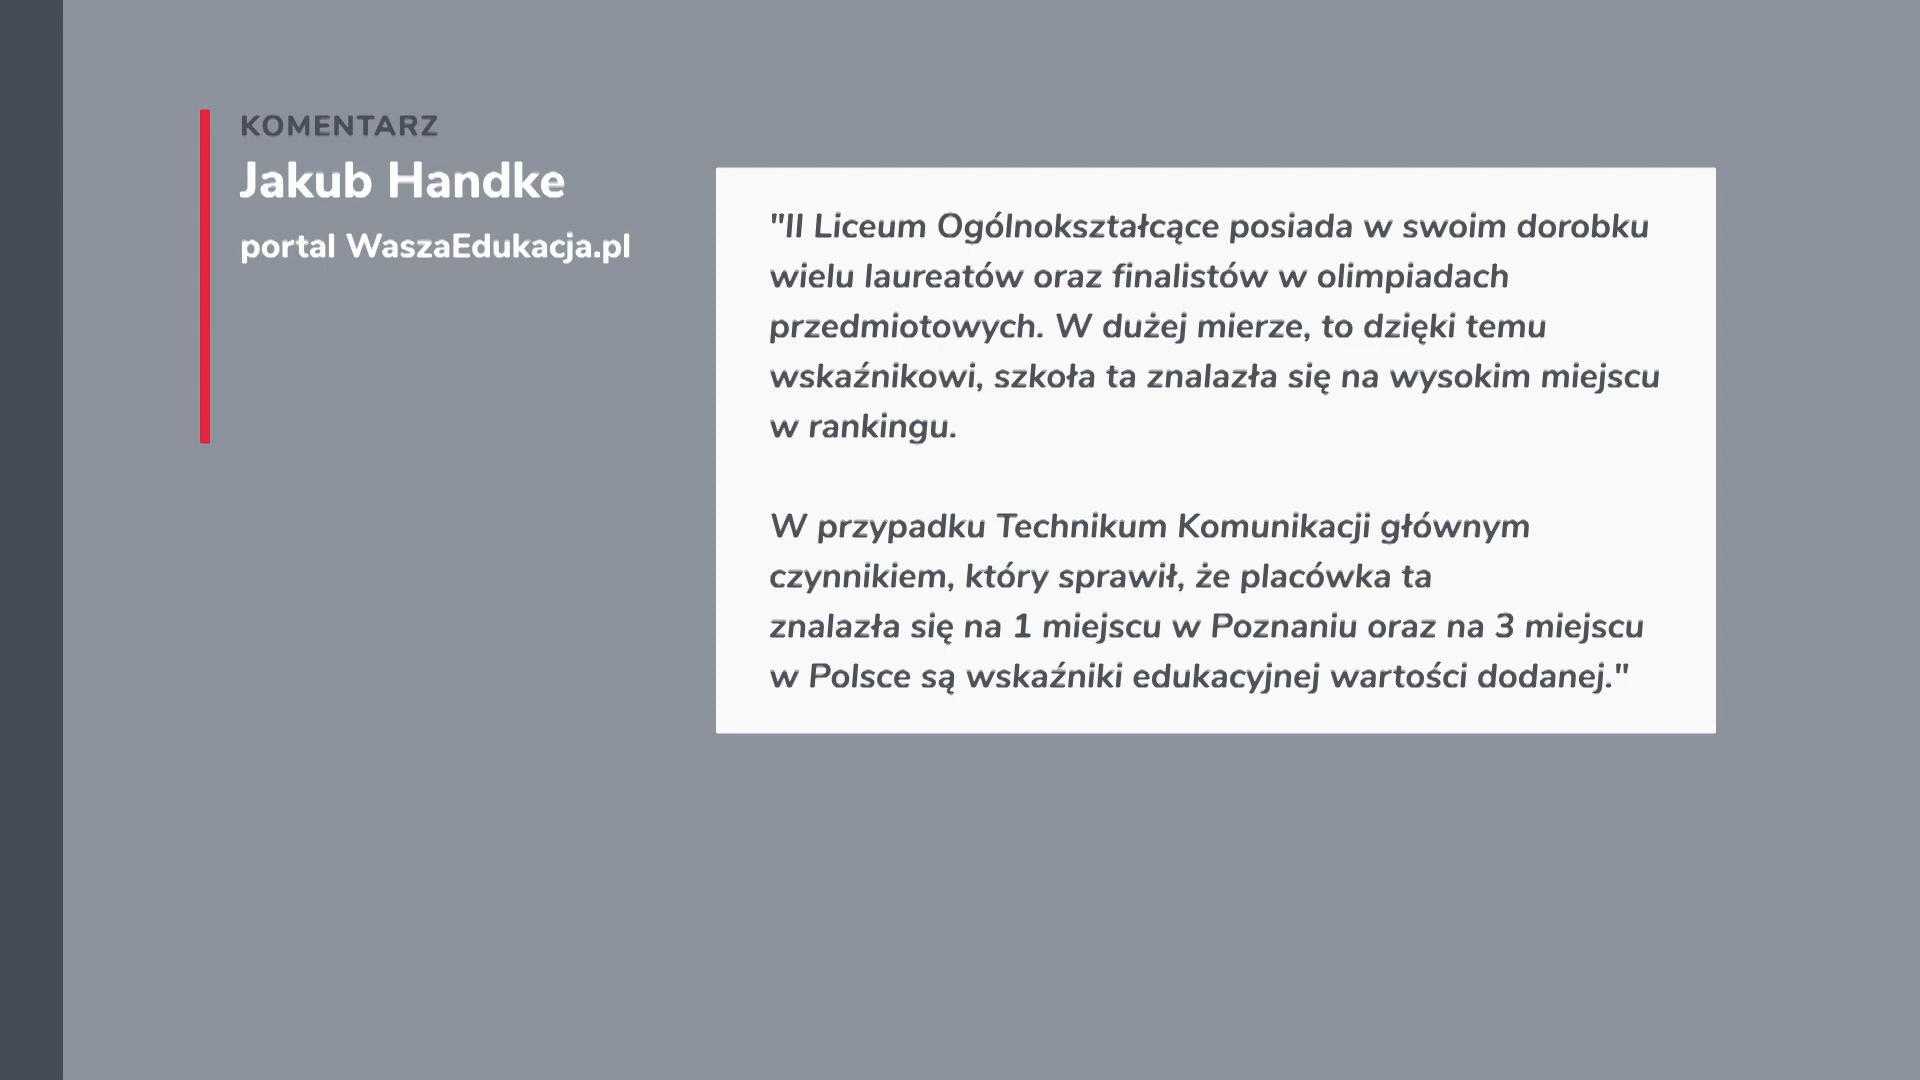 KOMENTARZ
Jakub Handke
portal WaszaEdukacja.pl
"II Liceum Ogólnokształcące posiada w swoim dorobku
wielu laureatów oraz finalistów w olimpiadach
przedmiotowych. W dużej mierze, to dzięki temu
wskaźnikowi, szkoła ta znalazła się na wysokim miejscu
w rankingu.
W przypadku Technikum Komunikacji głównym
czynnikiem, który sprawił, że placówka ta
znalazła się na 1 miejscu w Poznaniu oraz na 3 miejscu
w Polsce są wskaźniki edukacyjnej wartości dodanej."